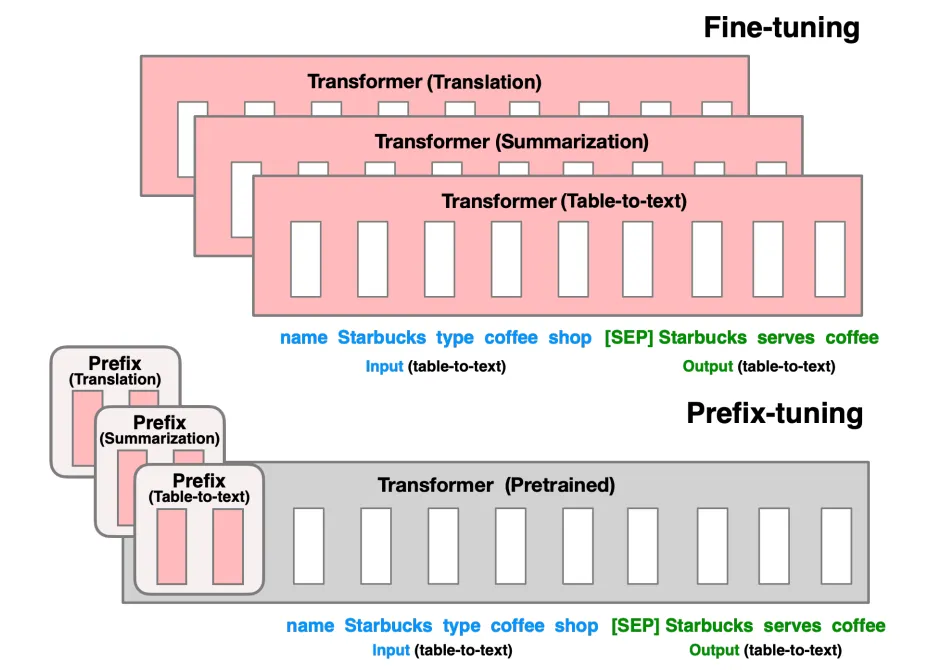 Fine-tuning
Transformer (Translation)
Transformer (Summarization)
Transformer (Table-to-text)
name Starbucks type coffee shop [SEP] Starbucks serves coffee
Input (table-to-text) Output (table-to-text)
Prefix
(Translation)
Prefix-tuning
Prefix
(Summarization)
Prefix
(Table-to-text)
Transformer (Pretrained)
name Starbucks type coffee shop [SEP] Starbucks serves coffee
Input (table-to-text) Output (table-to-text)